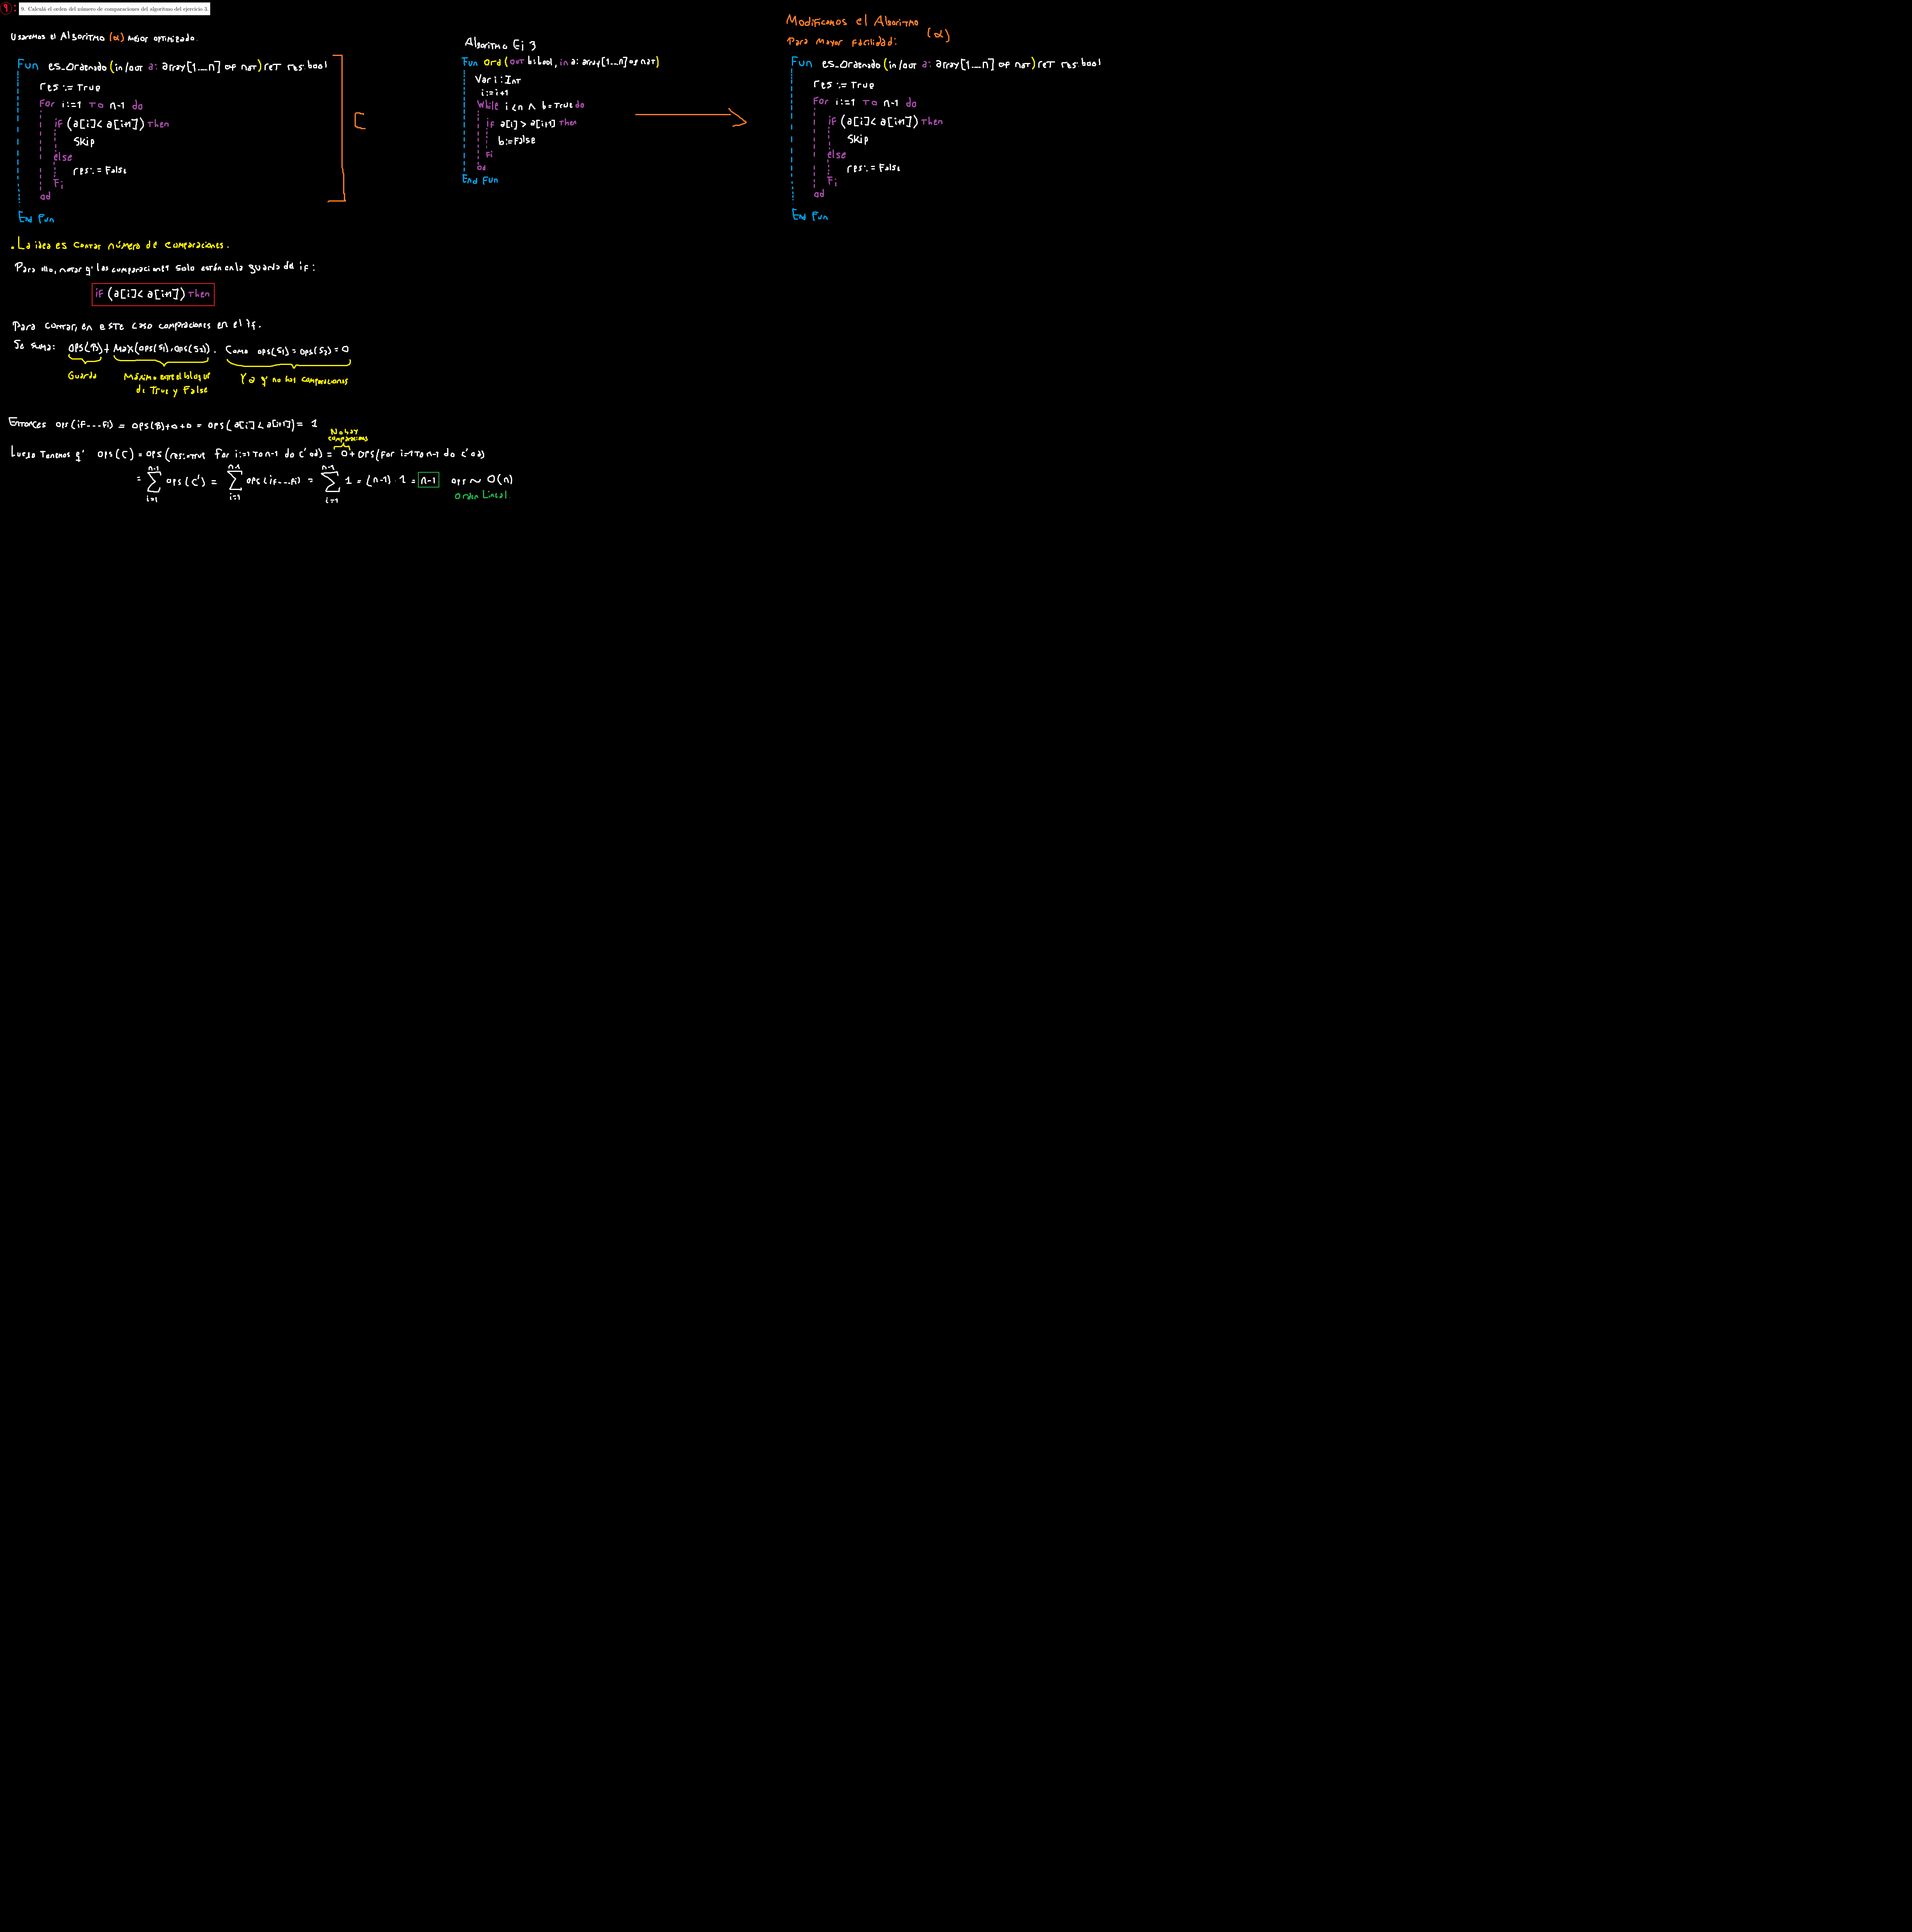 9:
9. Calculá el orden del número de comparaciones del algoritmo del ejercicio 3.
Usaremos el Algoritmo (α) mejor optimizado.
Fun es_Ordenado (in/out a: array[1...n] of nat) ret res: bool
res := True
For i:=1 To n-1 do
if (a[i] < a[i+1]) Then
Skip
else
res := False
Fi
od
End Fun
C
Algoritmo Ej 3
Fun Ord (out b: bool, in a: array[1...n] of nat)
Var i: Int
i:=i+1
While i < n ∧ b = True do
if a[i] > a[i+1] Then
b:=False
Fi
od
End Fun
Modificamos el Algoritmo (α)
Para mayor facilidad:
Fun es_Ordenado (in/out a: array[1...n] of nat) ret res: bool
res := True
For i:=1 To n-1 do
if (a[i] < a[i+1]) Then
Skip
else
res := False
Fi
od
End Fun
. La idea es contar número de comparaciones.
Para ello, notar q' las comparaciones solo están en la guarda del if:
if (a[i] < a[i+1]) Then
Para contar, en este caso compraciones en el if.
Se suma: OPS(B) + Max(OPS(S1), OPS(S2)). Como OPS(S1) = OPS(S2) = 0
Guarda
Máximo entre el bloque
de True y False
Ya q' no hay comparaciones
Entonces OPS(if---fi) = OPS(B)+0+0 = OPS(a[i] < a[i+1]) = 1
No hay
comparaciones
Luego Tenemos q' OPS(C) = OPS(res:=True for i:=1 To n-1 do C' od) = 0 + OPS(for i=1 To n-1 do C' od)
= ∑_{i=1}^{n-1} OPS(C') = ∑_{i=1}^{n-1} OPS(if---fi) = ∑_{i=1}^{n-1} 1 = (n-1) · 1 = n-1 OPS ~ O(n)
Orden Lineal